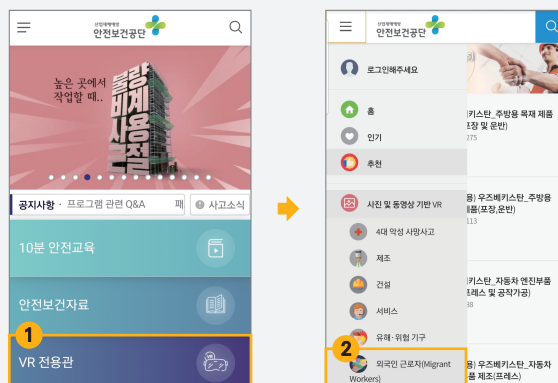 산업재해예방
안전보건공단
높은 곳에서
작업할 때..
공지사항 · 프로그램 관련 Q&A
사고소식
10분 안전교육
안전보건자료
1
VR 전용관
VR
산업재해예방
안전보건공단
로그인해주세요
홈
인기
추천
사진 및 동영상 기반 VR
4대 악성 사망사고
제조
건설
서비스
유해·위험 기구
2
외국인 근로자(Migrant
Workers)
키스탄_주방용 목재 제품
포장 및 운반)
275
용) 우즈베키스탄_주방용
제품(포장,운반)
113
키스탄_자동차 엔진부품
프레스 및 공작가공)
38
용) 우즈베키스탄_자동차
품 제조(프레스)